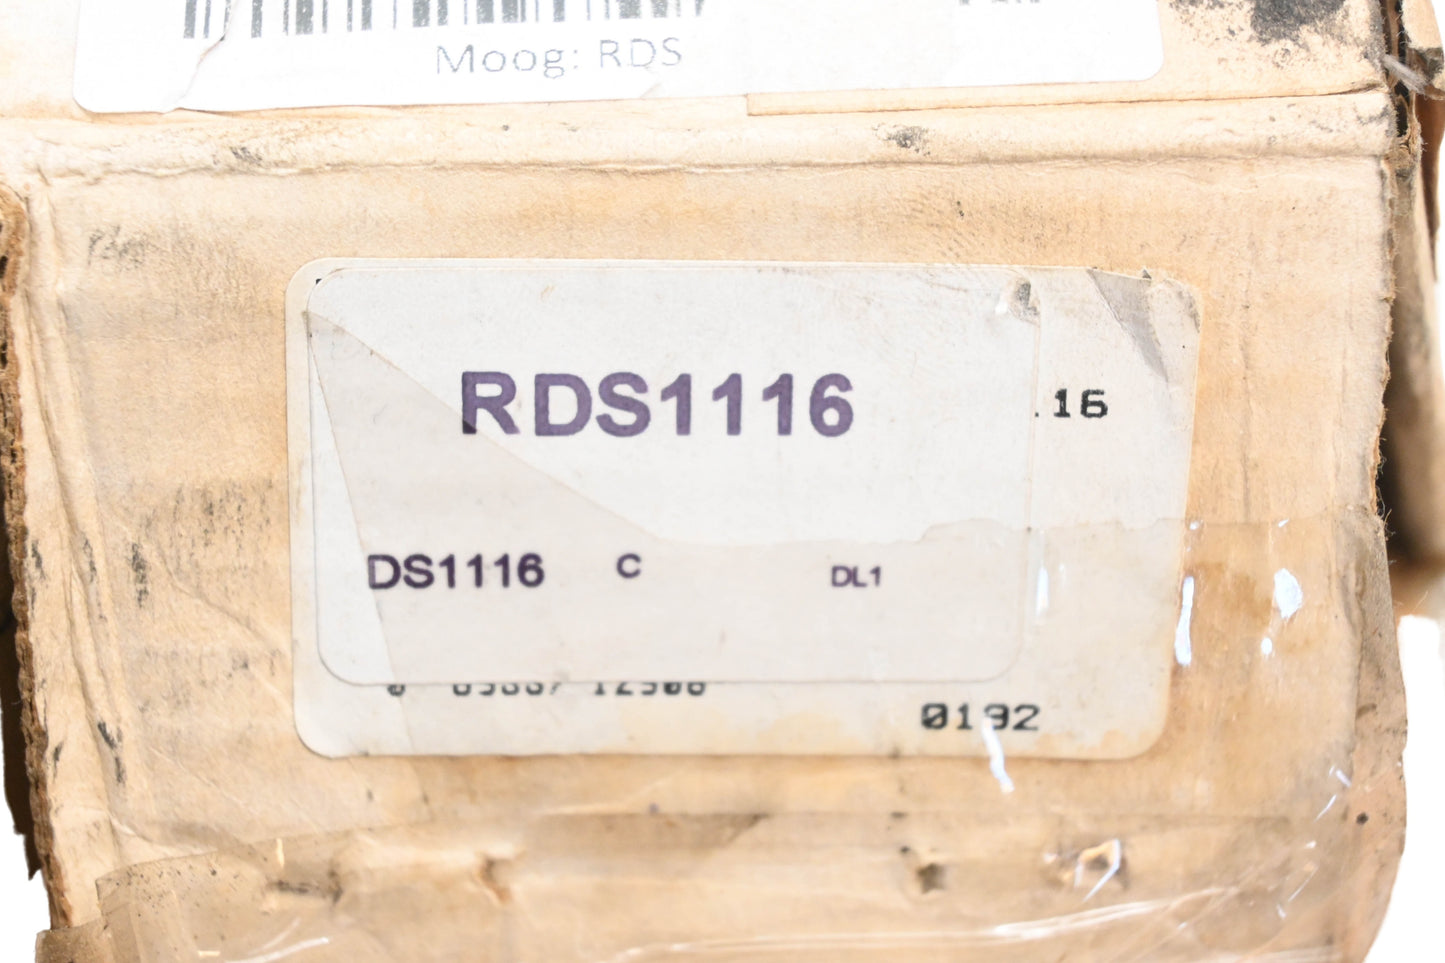 Moog: RDS
RDS1116
.16
DS1116 C DL1
0192